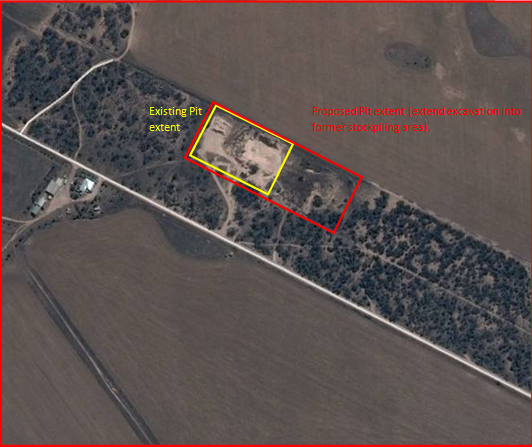 Existing Pit
extent
Proposed Pit extent (extend excavation into
former stockpiling area)